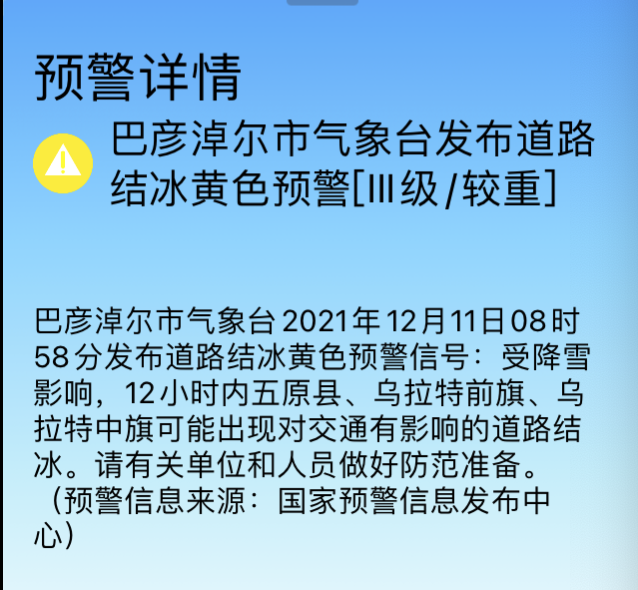 预警详情
巴彦淖尔市气象台发布道路
结冰黄色预警[Ⅲ级/较重]
巴彦淖尔市气象台2021年12月11日08时
58分发布道路结冰黄色预警信号：受降雪
影响，12小时内五原县、乌拉特前旗、乌
拉特中旗可能出现对交通有影响的道路结
冰。请有关单位和人员做好防范准备。
（预警信息来源：国家预警信息发布中
心）